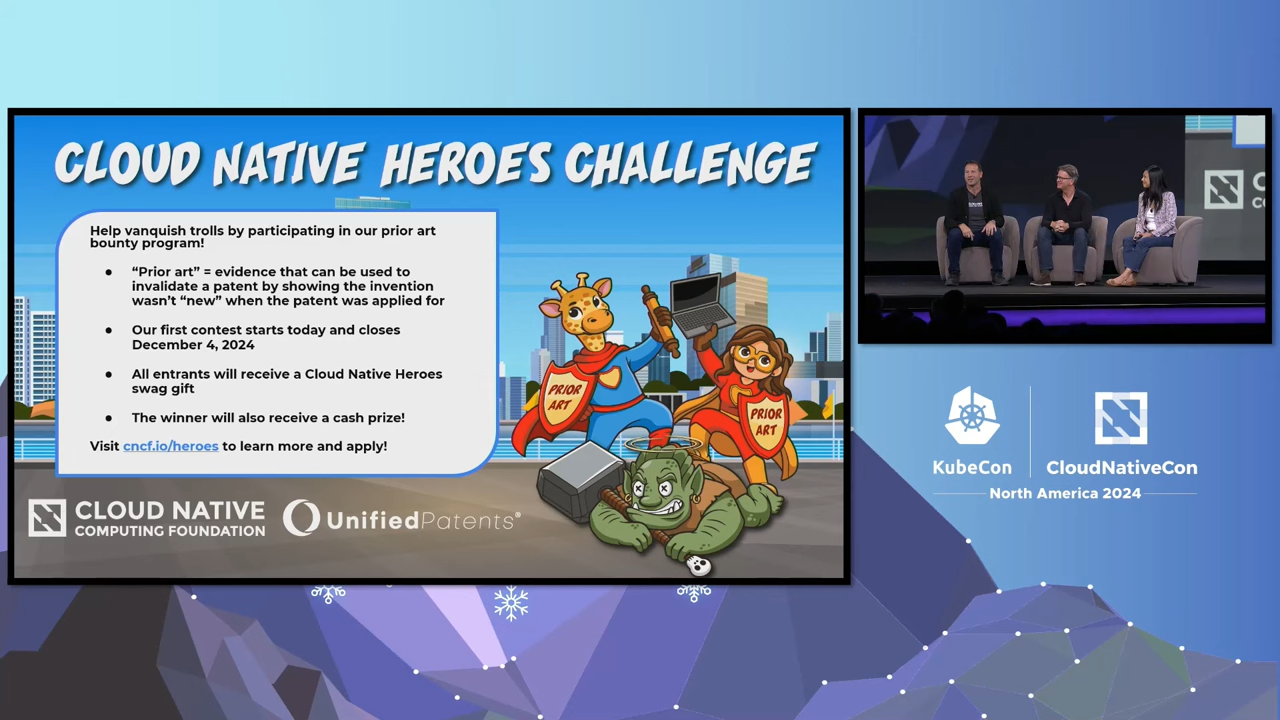 CLOUD NATIVE HEROES CHALLENGE
Help vanquish trolls by participating in our prior art
bounty program!
● “Prior art” = evidence that can be used to
invalidate a patent by showing the invention
wasn’t “new” when the patent was applied for
● Our first contest starts today and closes
December 4, 2024
● All entrants will receive a Cloud Native Heroes
swag gift
● The winner will also receive a cash prize!
Visit cncf.io/heroes to learn more and apply!
PRIOR
ART
PRIOR
ART
CLOUD NATIVE
COMPUTING FOUNDATION
UnifiedPatents®
KubeCon
CloudNativeCon
North America 2024